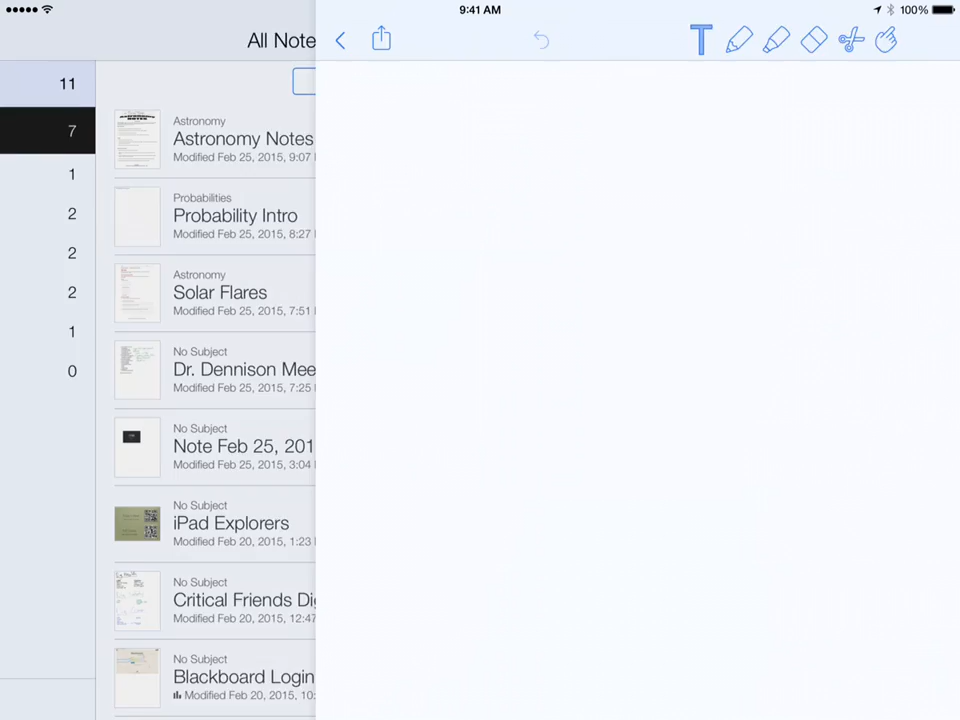 9:41 AM
100%
All Note
11
7
1
2
2
2
1
0
Astronomy
Astronomy Notes
Modified Feb 25, 2015, 9:07
Probabilities
Probability Intro
Modified Feb 25, 2015, 8:27
Astronomy
Solar Flares
Modified Feb 25, 2015, 7:51
No Subject
Dr. Dennison Mee
Modified Feb 25, 2015, 7:25
No Subject
Note Feb 25, 201
Modified Feb 25, 2015, 3:04
No Subject
iPad Explorers
Modified Feb 20, 2015, 1:23
No Subject
Critical Friends Di
Modified Feb 20, 2015, 12:47
No Subject
Blackboard Login
Modified Feb 20, 2015, 10:
T